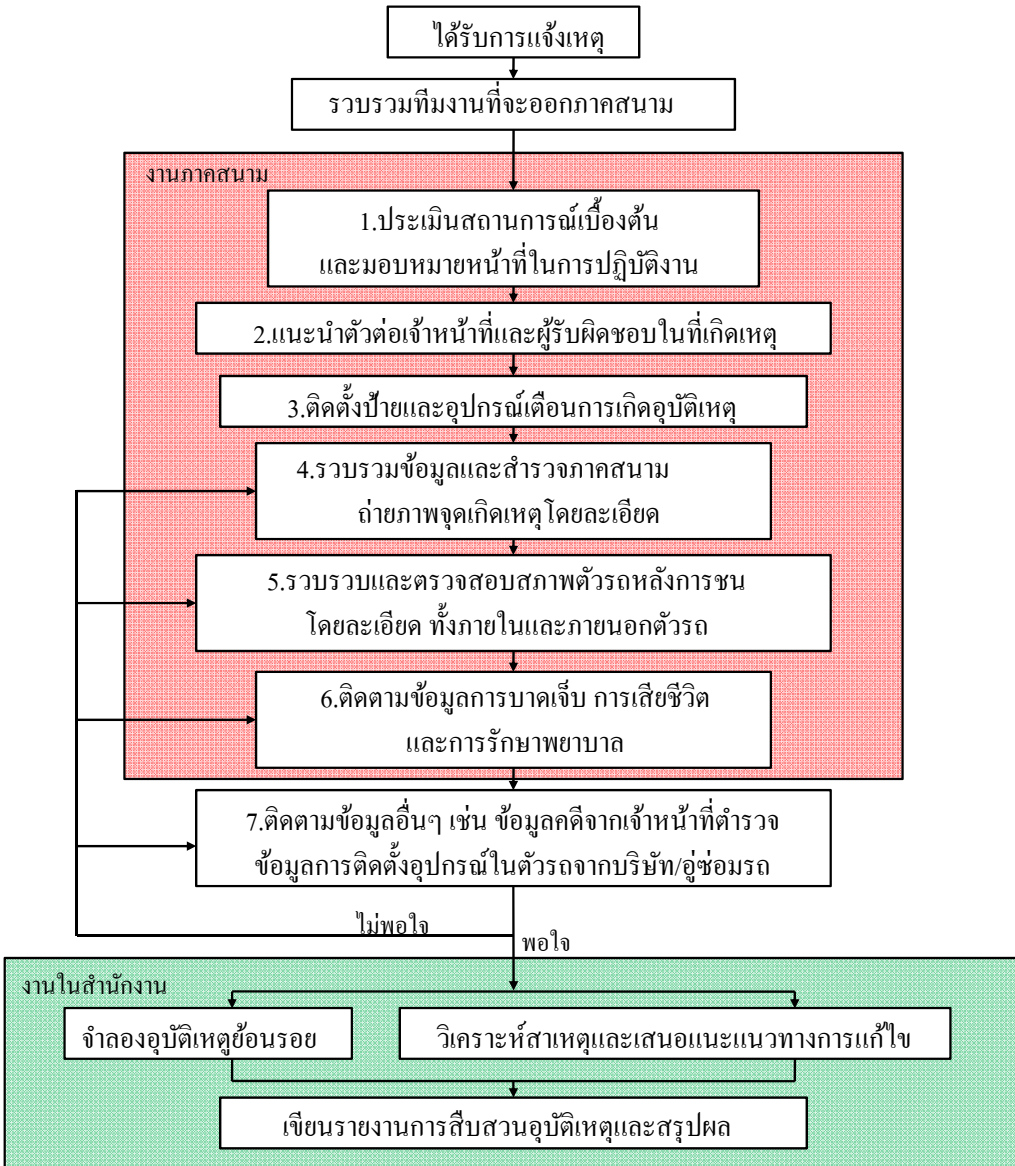 ได้รับการแจ้งเหตุ
รวบรวมทีมงานที่จะออกภาคสนาม
งานภาคสนาม
1.ประเมินสถานการณ์เบื้องต้น
และมอบหมายหน้าที่ในการปฏิบัติงาน
2.แนะนำตัวต่อเจ้าหน้าที่และผู้รับผิดชอบในที่เกิดเหตุ
3.ติดตั้งป้ายและอุปกรณ์เตือนการเกิดอุบัติเหตุ
4.รวบรวมข้อมูลและสำรวจภาคสนาม
ถ่ายภาพจุดเกิดเหตุโดยละเอียด
5.รวบรวบและตรวจสอบสภาพตัวรถหลังการชน
โดยละเอียด ทั้งภายในและภายนอกตัวรถ
6.ติดตามข้อมูลการบาดเจ็บ การเสียชีวิต
และการรักษาพยาบาล
7.ติดตามข้อมูลอื่นๆ เช่น ข้อมูลคดีจากเจ้าหน้าที่ตำรวจ
ข้อมูลการติดตั้งอุปกรณ์ในตัวรถจากบริษัท/อู่ซ่อมรถ
ไม่พอใจ
พอใจ
งานในสำนักงาน
จำลองอุบัติเหตูย้อนรอย
วิเคราะห์สาเหตุและเสนอแนะแนวทางการแก้ไข
เขียนรายงานการสืบสวนอุบัติเหตุและสรุปผล